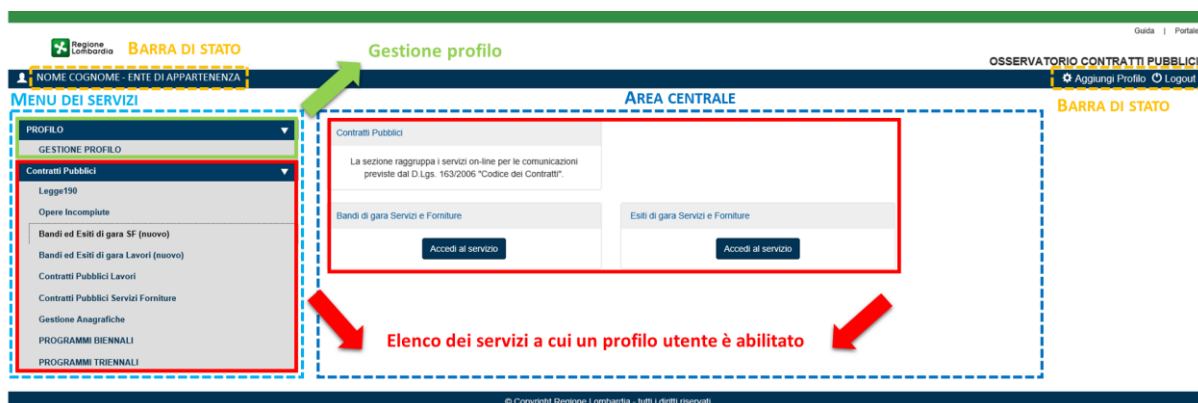 Guida | Portale
Regione
Lombardia
BARRA DI STATO
Gestione profilo
OSSERVATORIO CONTRATTI PUBBLICI
NOME COGNOME - ENTE DI APPARTENENZA
Aggiungi Profilo Logout
MENU DEI SERVIZI
AREA CENTRALE
BARRA DI STATO
PROFILO
GESTIONE PROFILO
Contratti Pubblici
Legge190
Opere Incompiute
Bandi ed Esiti di gara SF (nuovo)
Bandi ed Esiti di gara Lavori (nuovo)
Contratti Pubblici Lavori
Contratti Pubblici Servizi Forniture
Gestione Anagrafiche
PROGRAMMI BIENNALI
PROGRAMMI TRIENNALI
Contratti Pubblici
La sezione raggruppa i servizi on-line per le comunicazioni
previste dal D.Lgs. 163/2006 "Codice dei Contratti".
Bandi di gara Servizi e Forniture
Accedi al servizio
Esiti di gara Servizi e Forniture
Accedi al servizio
Elenco dei servizi a cui un profilo utente è abilitato
© Copyright Regione Lombardia - tutti i diritti riservati